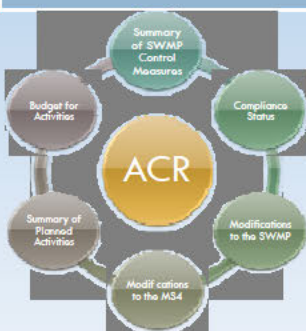 Summary
of SWMP
Control
Measures
Compliance
Status
Modifications
to the SWMP
Modif cations
to the MS4
Summary of
Planned
Activities
Budget for
Activities
ACR